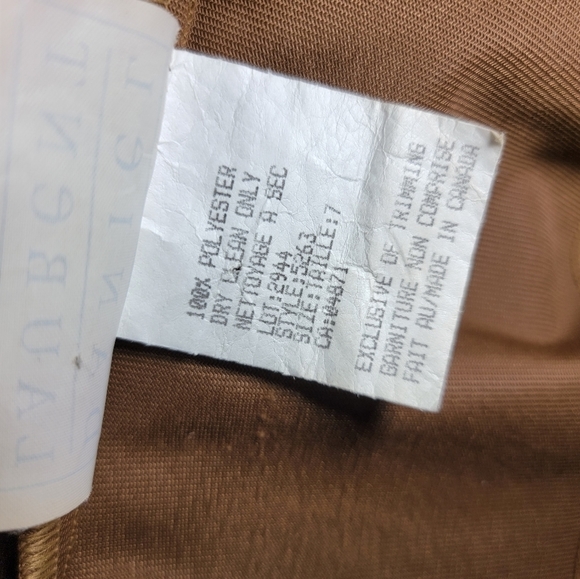 100% POLYESTER
DRY CLEAN ONLY
NETTOYAGE A SEC
LOT:2944
STYLE:5263
SIZE:TAILLE:7
CA:04871
EXCLUSIVE OF TRIMMING
GARNITURE NON COMPRISE
FAIT AU/MADE IN CANADA
LAURENT